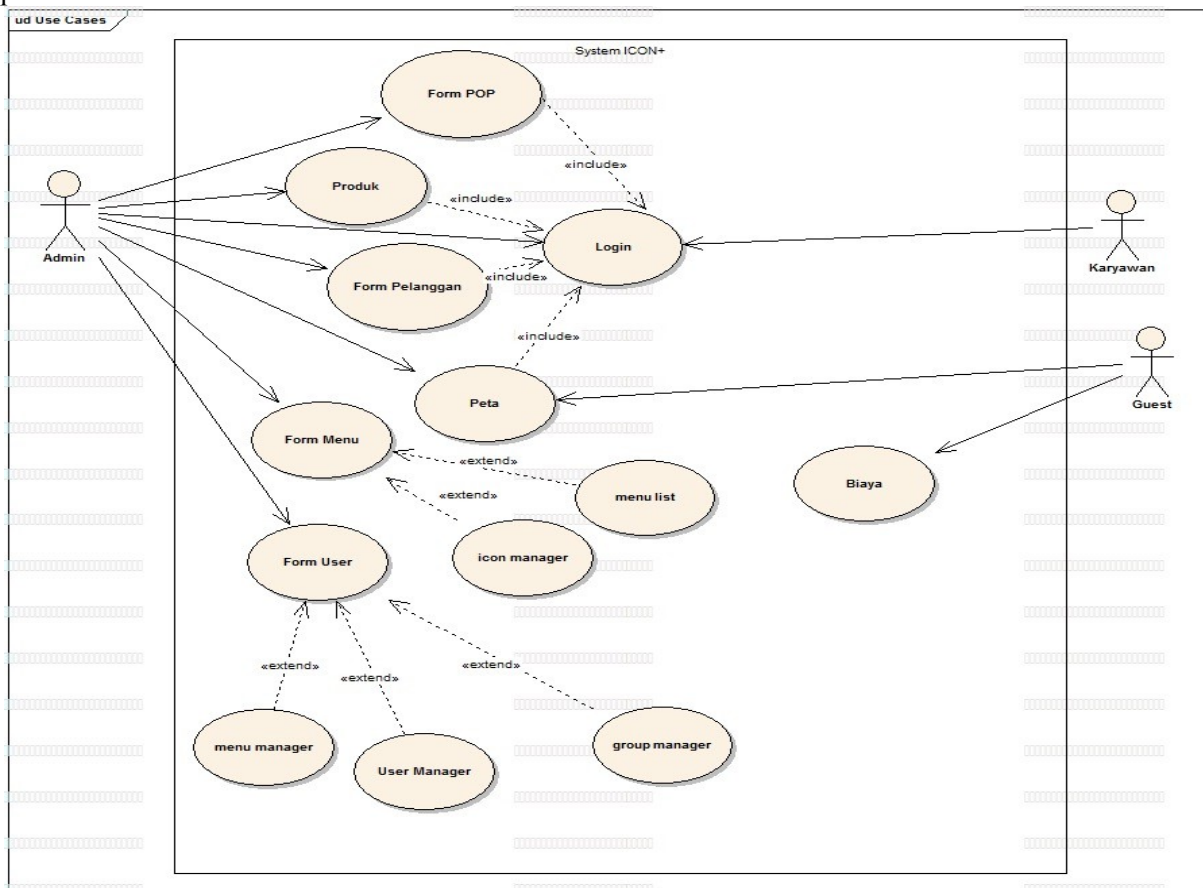 ud Use Cases
System ICON+
Form POP
«include»
Produk
«include»
Admin
Login
Karyawan
Form Pelanggan
«include»
«include»
Peta
Guest
Form Menu
«extend»
Biaya
menu list
«extend»
icon manager
Form User
«extend»
«extend»
«extend»
menu manager
User Manager
group manager